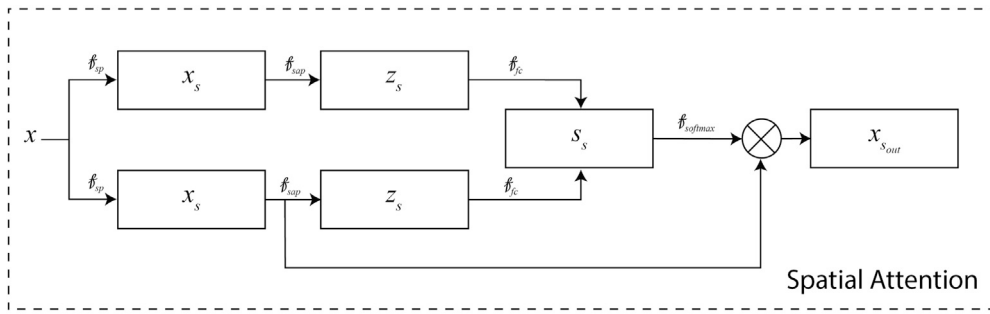 f_sp f_sap f_fc
x_s z_s
x s_s f_softmax x_s_out
f_sp f_sap f_fc
x_s z_s
Spatial Attention